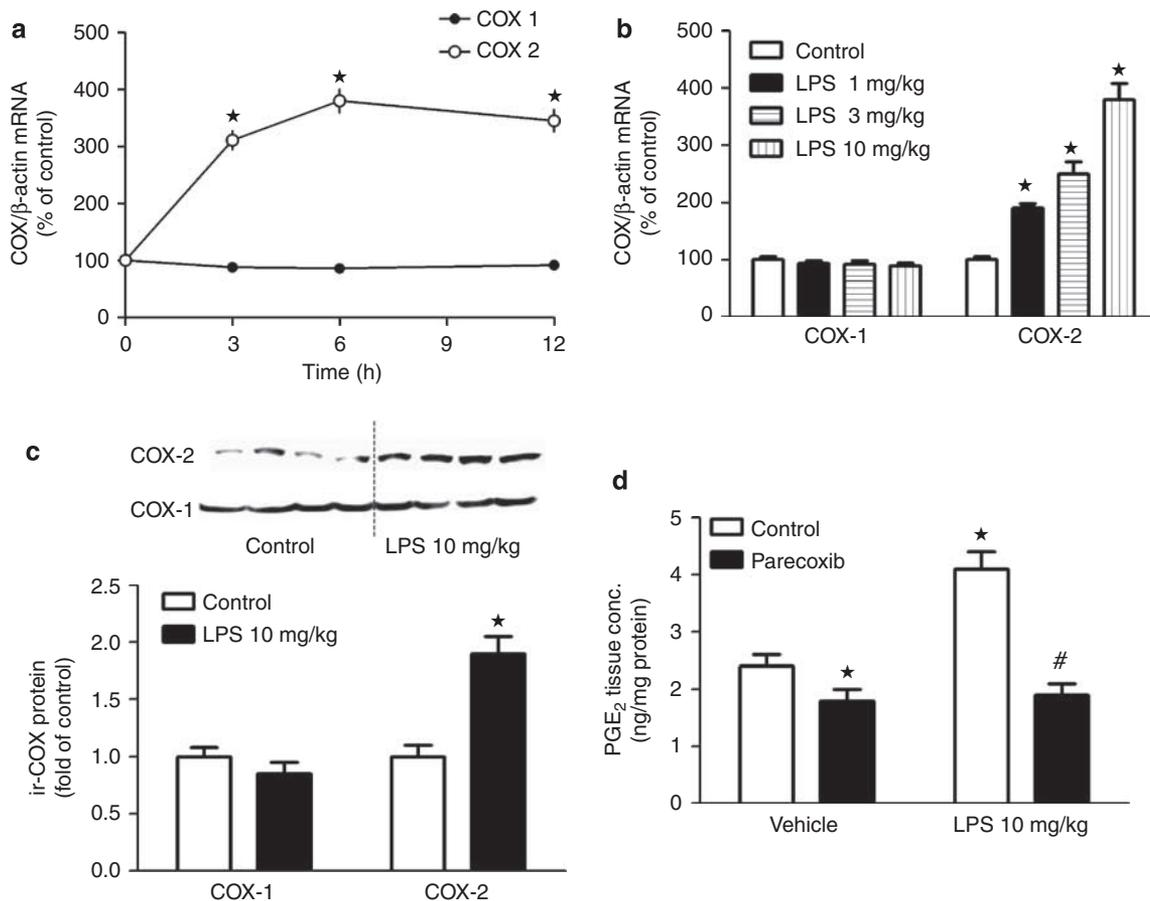 a
COX 1
COX 2
COX/β-actin mRNA
(% of control)
500
400
300
200
100
0
★
★
★
0
3
6
9
12
Time (h)
b
COX/β-actin mRNA
(% of control)
500
400
300
200
100
0
Control
LPS 1 mg/kg
LPS 3 mg/kg
LPS 10 mg/kg
★
★
★
COX-1
COX-2
c
COX-2
COX-1
Control
LPS 10 mg/kg
ir-COX protein
(fold of control)
2.5
2.0
1.5
1.0
0.5
0.0
Control
LPS 10 mg/kg
★
COX-1
COX-2
d
PGE2 tissue conc.
(ng/mg protein)
5
4
3
2
1
0
Control
Parecoxib
★
★
#
Vehicle
LPS 10 mg/kg